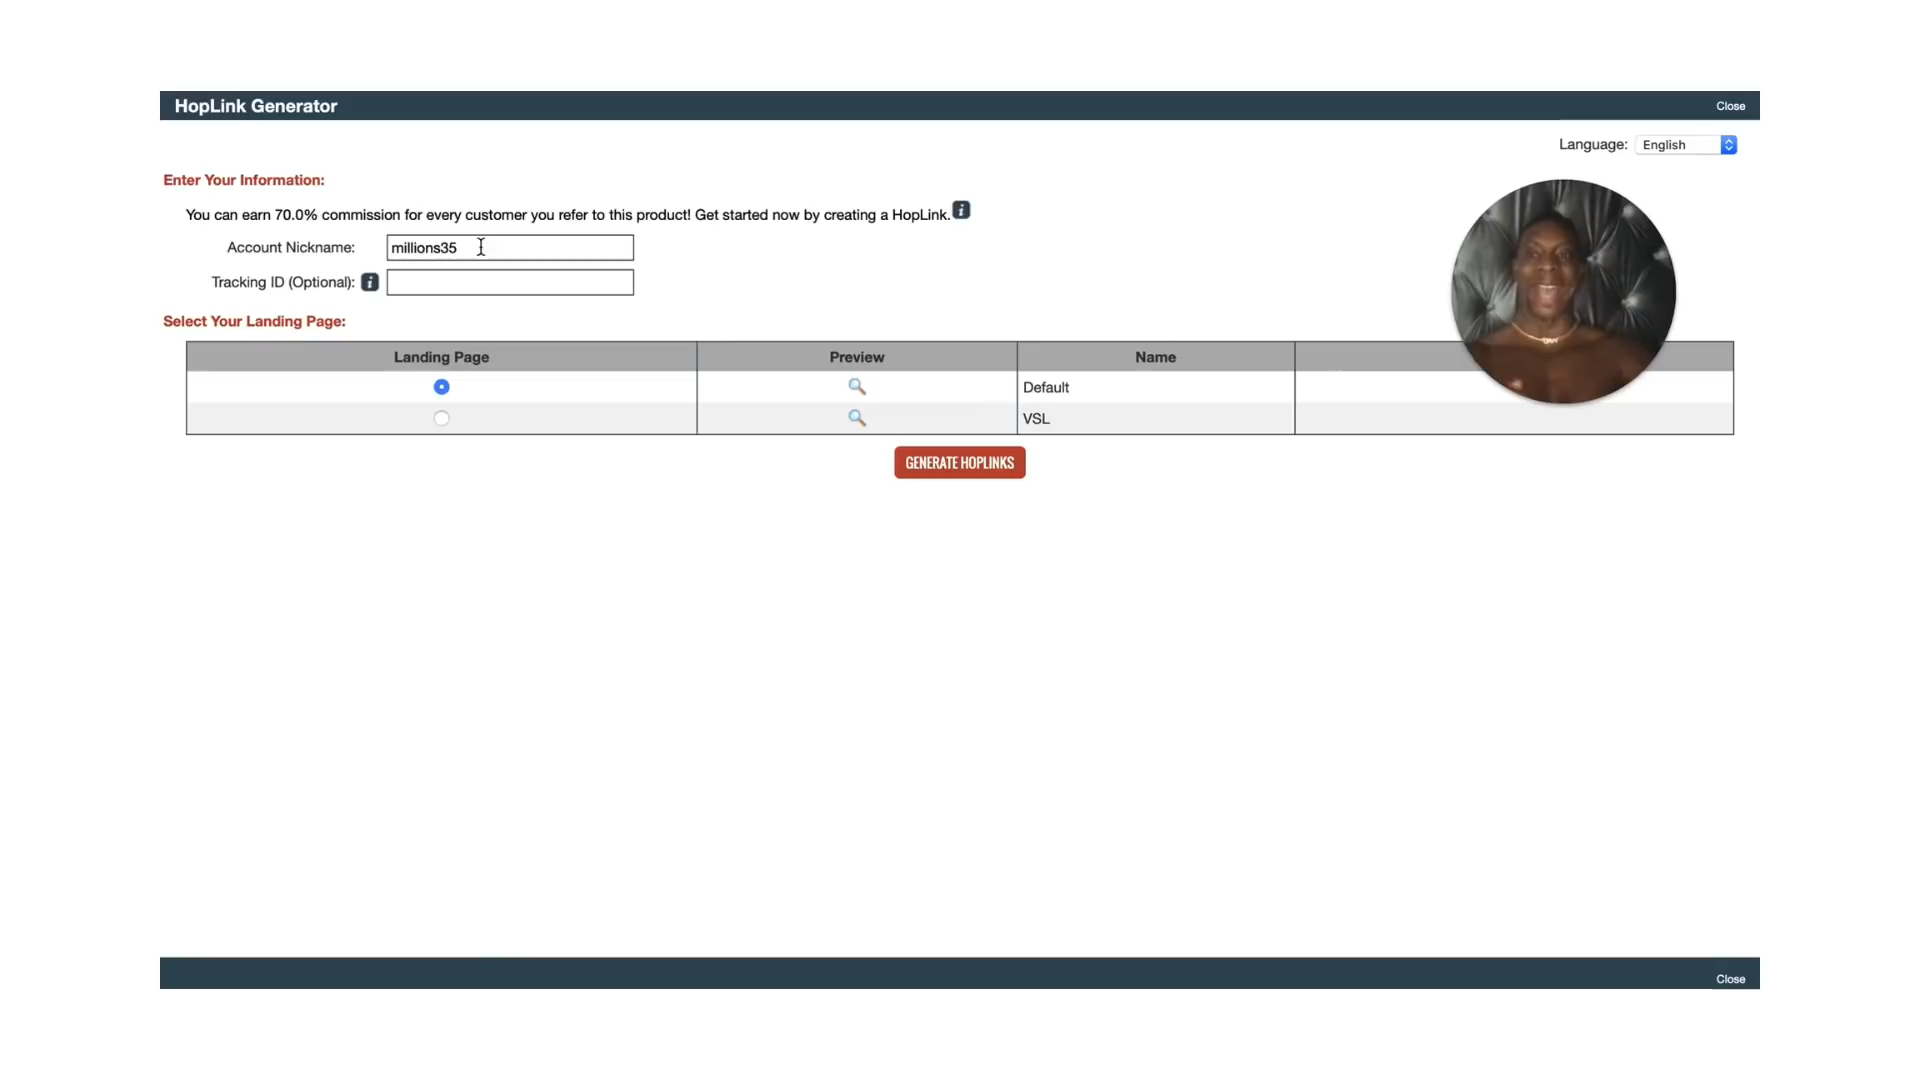 HopLink Generator
Close
Language: English
Enter Your Information:
You can earn 70.0% commission for every customer you refer to this product! Get started now by creating a HopLink.
Account Nickname: millions35
Tracking ID (Optional):
Select Your Landing Page:
Landing Page Preview Name
Default
VSL
GENERATE HOPLINKS
Close